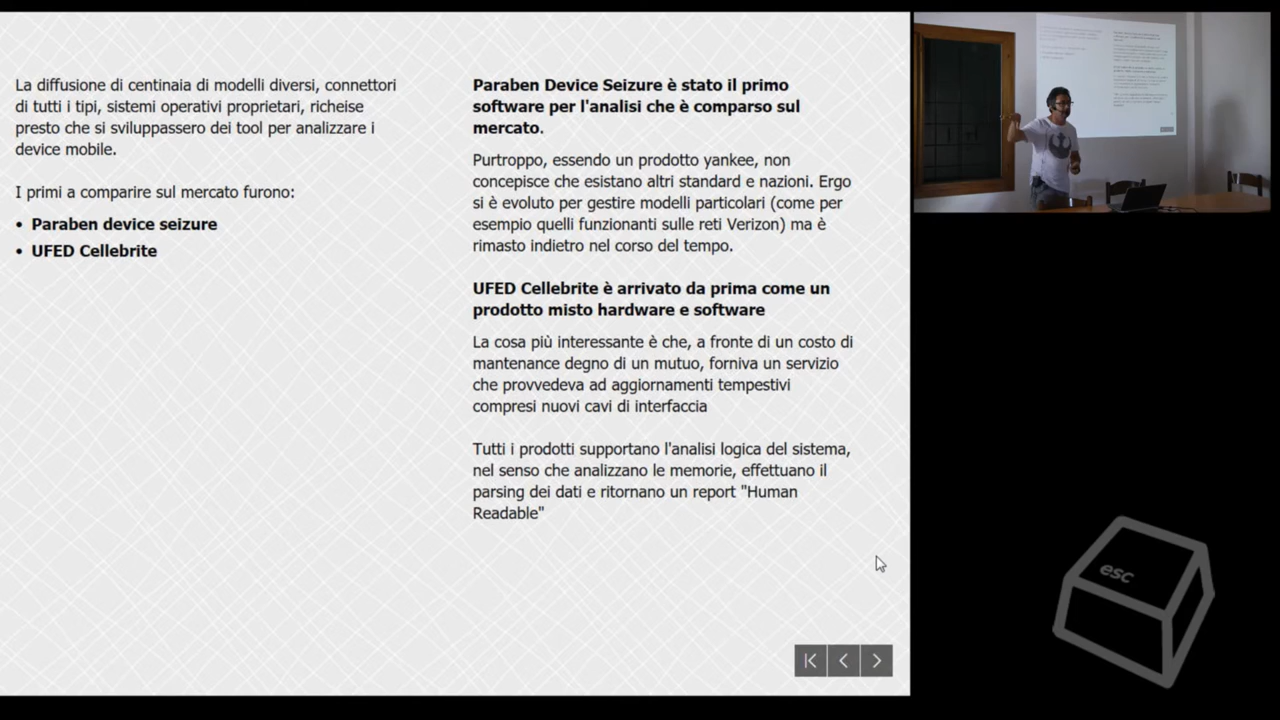 La diffusione di centinaia di modelli diversi, connettori
di tutti i tipi, sistemi operativi proprietari, richeise
presto che si sviluppassero dei tool per analizzare i
device mobile.
I primi a comparire sul mercato furono:
• Paraben device seizure
• UFED Cellebrite
Paraben Device Seizure è stato il primo
software per l'analisi che è comparso sul
mercato.
Purtroppo, essendo un prodotto yankee, non
concepisce che esistano altri standard e nazioni. Ergo
si è evoluto per gestire modelli particolari (come per
esempio quelli funzionanti sulle reti Verizon) ma è
rimasto indietro nel corso del tempo.
UFED Cellebrite è arrivato da prima come un
prodotto misto hardware e software
La cosa più interessante è che, a fronte di un costo di
mantenance degno di un mutuo, forniva un servizio
che provvedeva ad aggiornamenti tempestivi
compresi nuovi cavi di interfaccia
Tutti i prodotti supportano l'analisi logica del sistema,
nel senso che analizzano le memorie, effettuano il
parsing dei dati e ritornano un report "Human
Readable"
esc